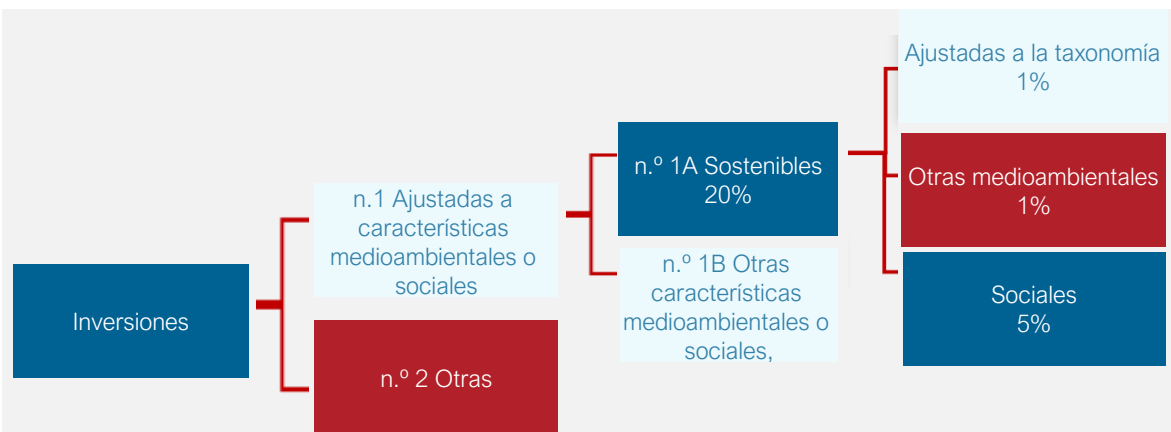 Inversiones
n.1 Ajustadas a
características
medioambientales o
sociales
n.º 2 Otras
n.º 1A Sostenibles
20%
n.º 1B Otras
características
medioambientales o
sociales,
Ajustadas a la taxonomía
1%
Otras medioambientales
1%
Sociales
5%